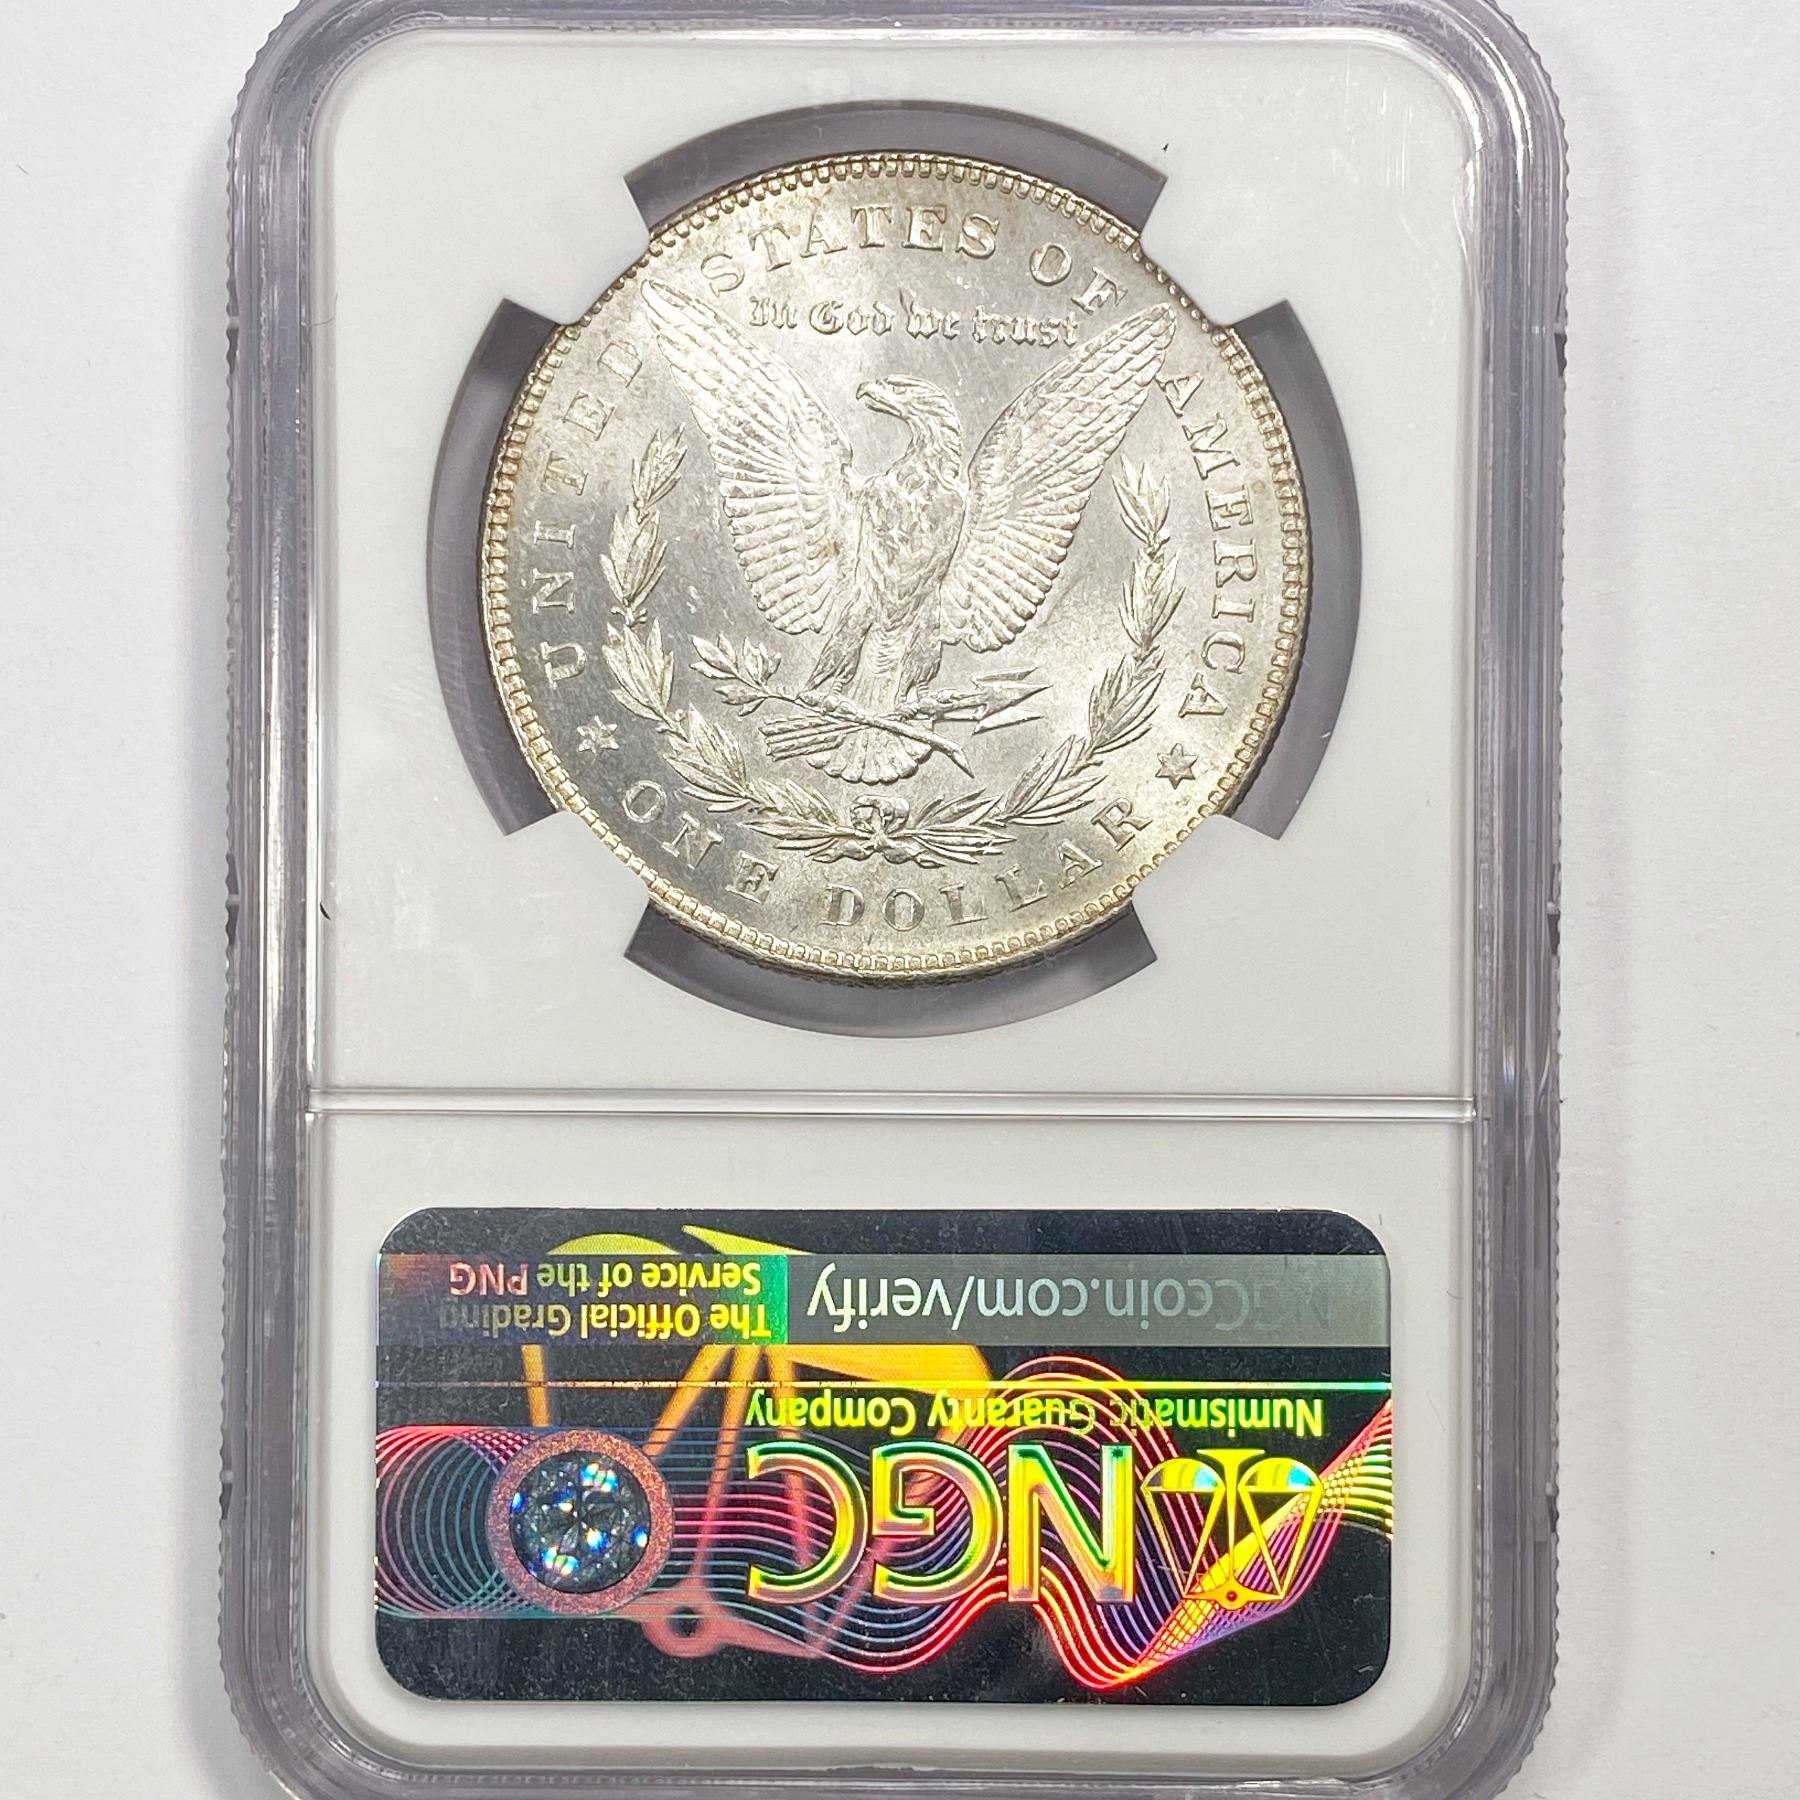 UNITED STATES OF AMERICA
In God we trust
ONE DOLLAR
NGC
Numismatic Guaranty Company
NGCcoin.com/verify
The Official Grading
Service of the PNG